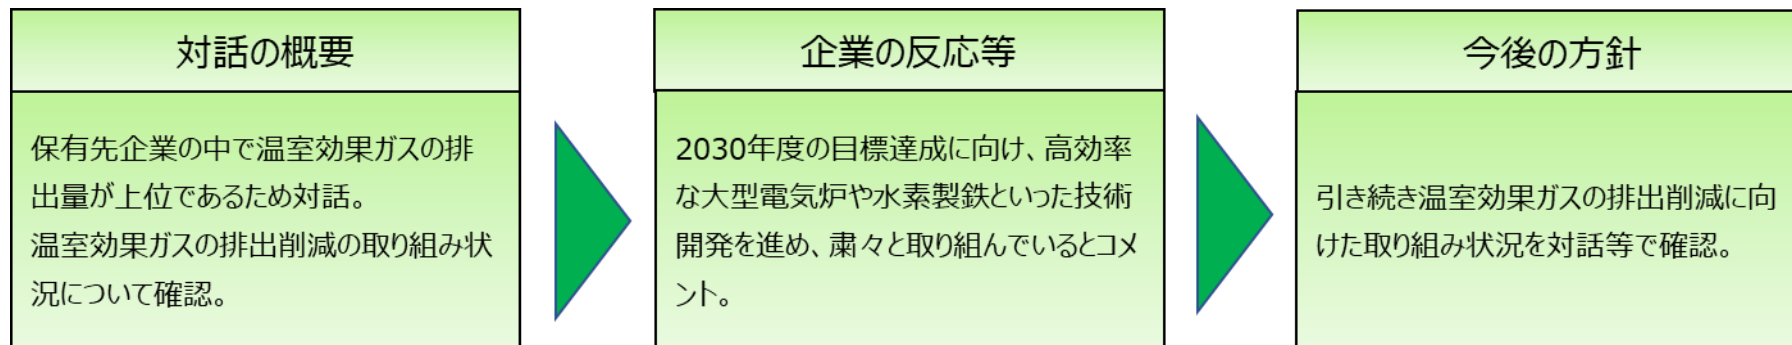 対話の概要
保有先企業の中で温室効果ガスの排
出量が上位であるため対話。
温室効果ガスの排出削減の取り組み状
況について確認。
企業の反応等
2030年度の目標達成に向け、高効率
な大型電気炉や水素製鉄といった技術
開発を進め、粛々と取り組んでいるとコメ
ント。
今後の方針
引き続き温室効果ガスの排出削減に向
けた取り組み状況を対話等で確認。